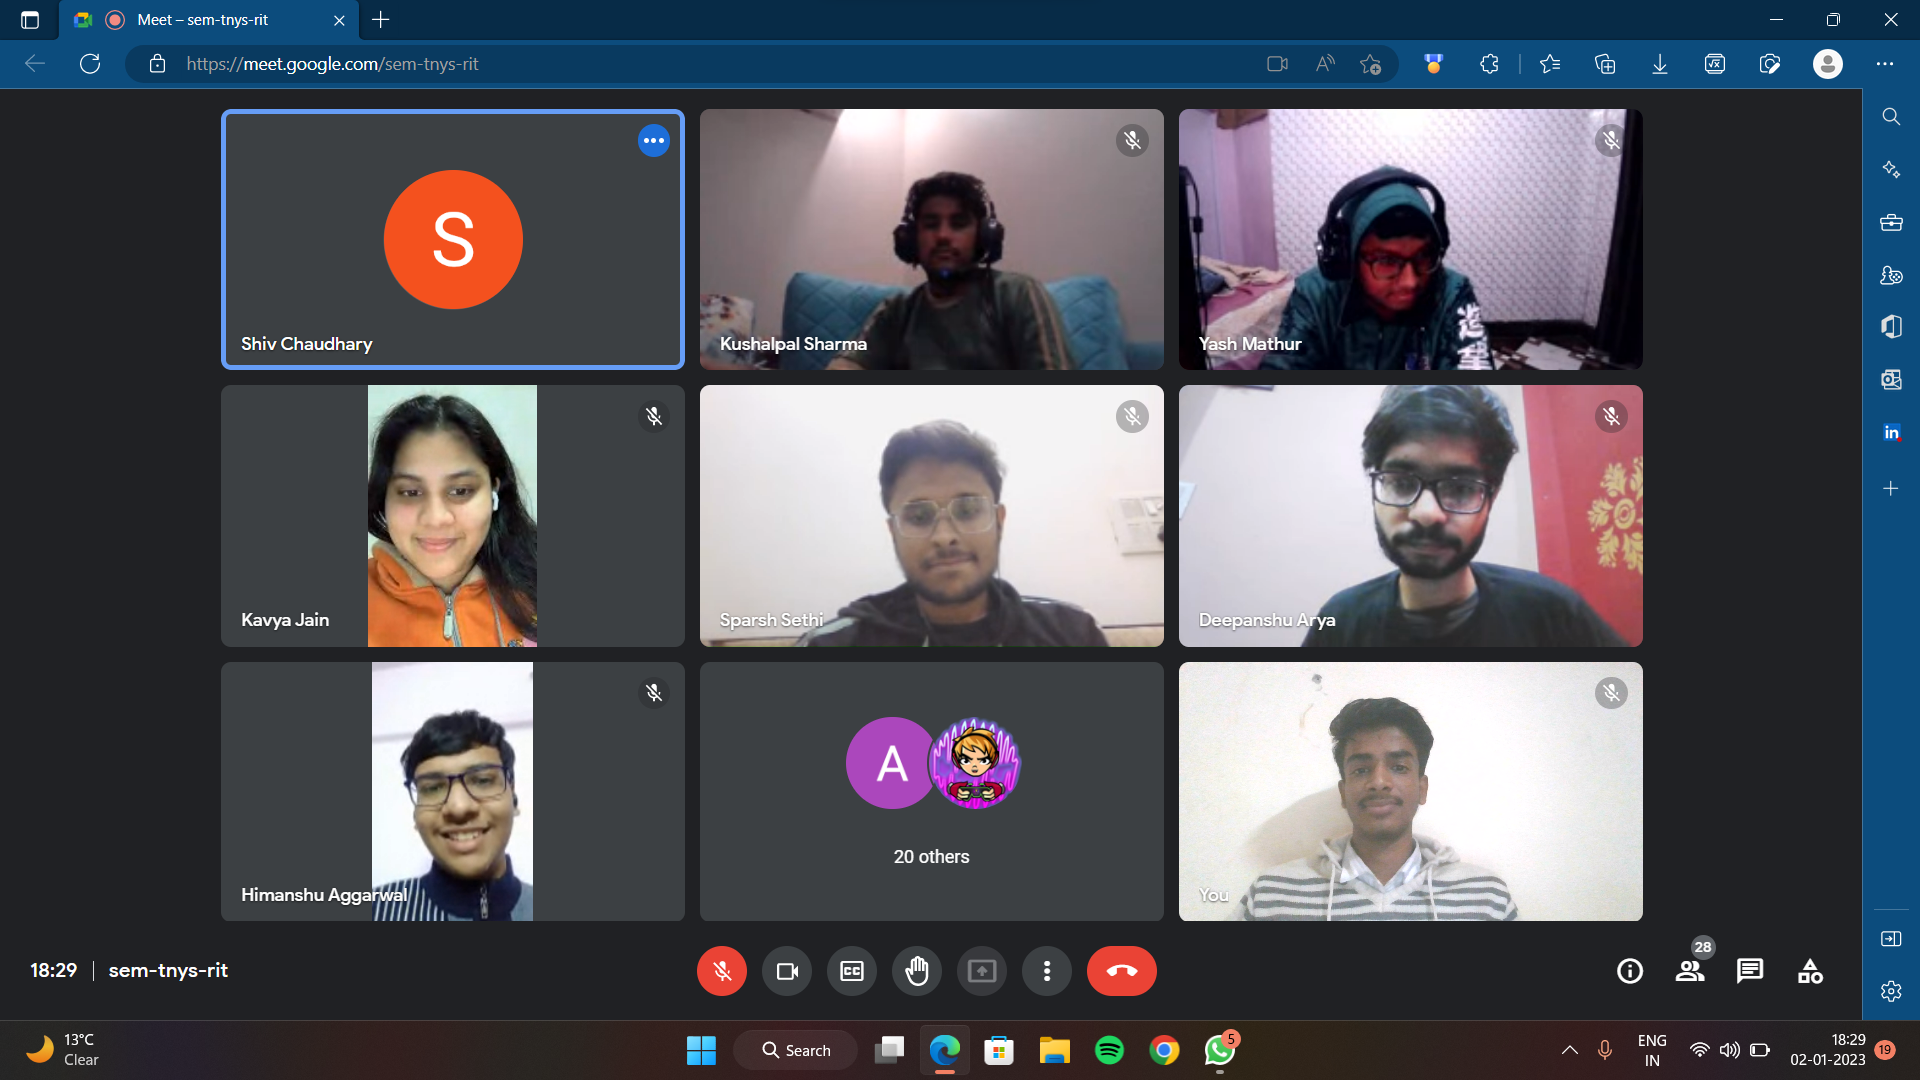 Meet – sem-tnys-rit
https://meet.google.com/sem-tnys-rit
S
Shiv Chaudhary
Kushalpal Sharma
Yash Mathur
Kavya Jain
Sparsh Sethi
Deepanshu Arya
Himanshu Aggarwal
A
20 others
You
18:29 | sem-tnys-rit
CC
28
in
13°C
Clear
Search
5
ENG
IN
18:29
02-01-2023
19